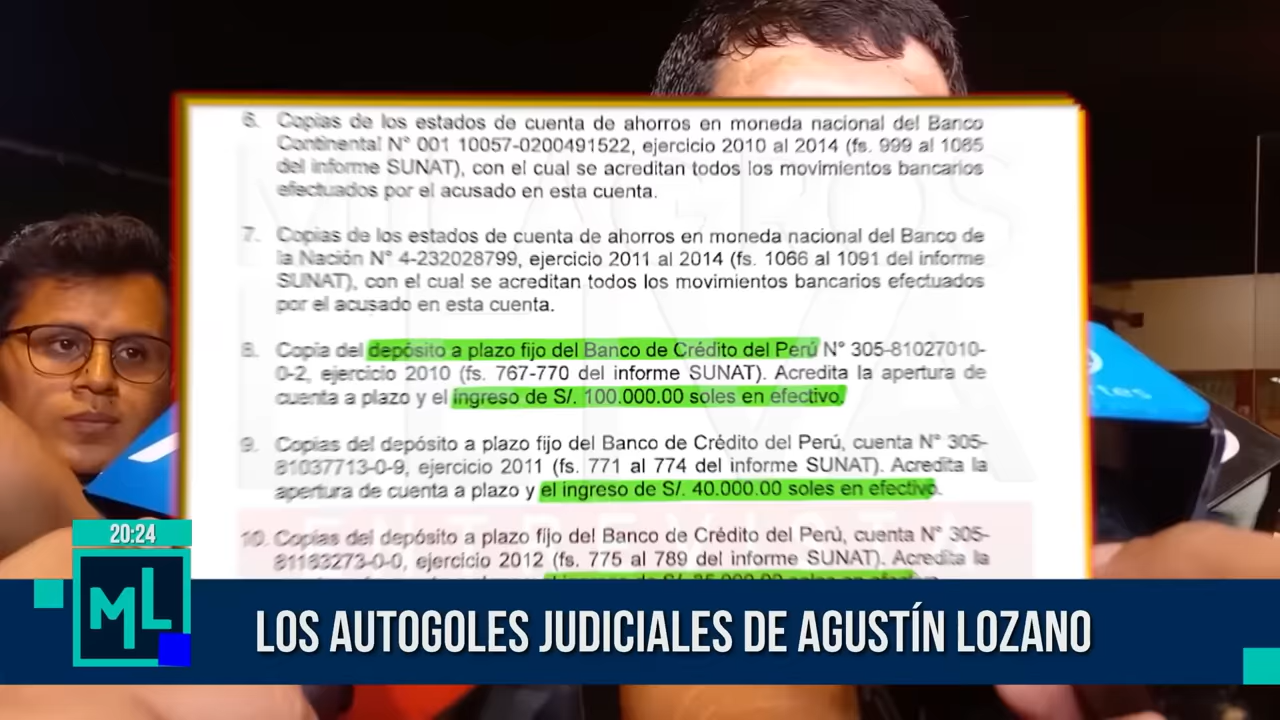 6. Copias de los estados de cuenta de ahorros en moneda nacional del Banco
Continental N° 001 10057-0200491522, ejercicio 2010 al 2014 (fs. 999 al 1085
del informe SUNAT), con el cual se acreditan todos los movimientos bancarios
efectuados por el acusado en esta cuenta.
7. Copias de los estados de cuenta de ahorros en moneda nacional del Banco de
la Nación N° 4-232028799, ejercicio 2011 al 2014 (fs. 1066 al 1091 del informe
SUNAT), con el cual se acreditan todos los movimientos bancarios efectuados
por el acusado en esta cuenta.
8. Copia del depósito a plazo fijo del Banco de Crédito del Perú N° 305-81027010-
0-2, ejercicio 2010 (fs. 767-770 del informe SUNAT). Acredita la apertura de
cuenta a plazo y el ingreso de S/. 100.000.00 soles en efectivo.
9. Copias del depósito a plazo fijo del Banco de Crédito del Perú, cuenta N° 305-
81037713-0-9, ejercicio 2011 (fs. 771 al 774 del informe SUNAT). Acredita la
apertura de cuenta a plazo y el ingreso de S/. 40.000.00 soles en efectivo.
10. Copias del depósito a plazo fijo del Banco de Crédito del Perú, cuenta N° 305-
81183273-0-0, ejercicio 2012 (fs. 775 al 789 del informe SUNAT). Acredita la
20:24
ML
LOS AUTOGOLES JUDICIALES DE AGUSTÍN LOZANO